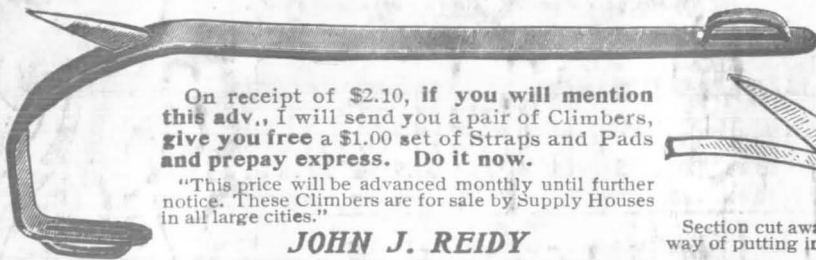 On receipt of $2.10, if you will mention
this adv., I will send you a pair of Climbers,
give you free a $1.00 set of Straps and Pads
and prepay express. Do it now.
"This price will be advanced monthly until further
notice. These Climbers are for sale by Supply Houses
in all large cities."
JOHN J. REIDY
Section cut
way of putting